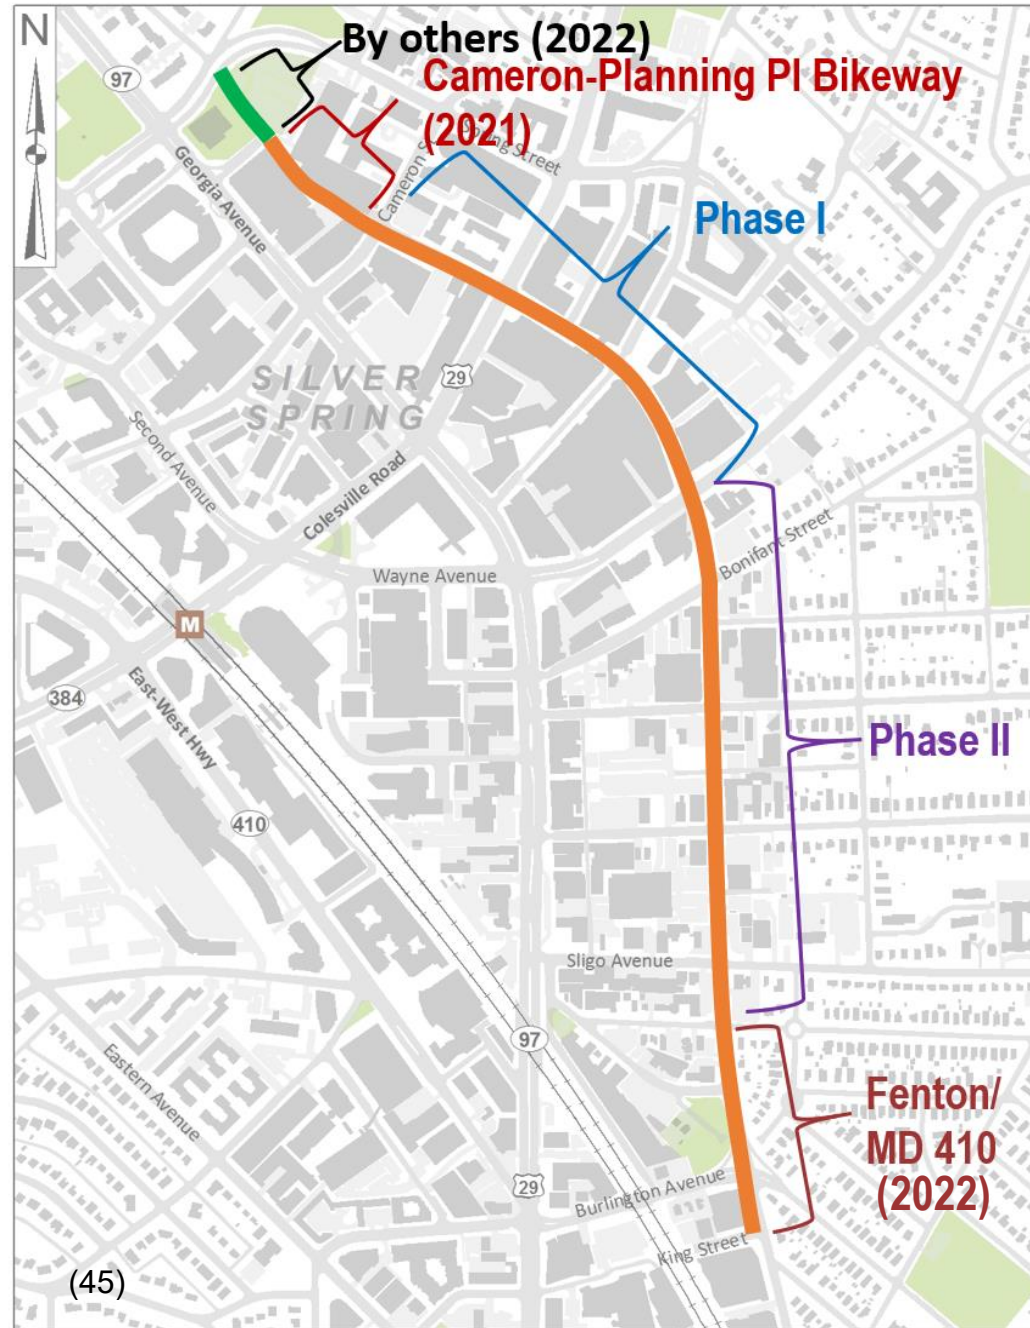 N
By others (2022)
97
Cameron-Planning Pl Bikeway
(2021)
Spring Street
Cameron S
Georgia Avenue
Phase I
SILVER
SPRING
29
Second Avenue
Colesville Road
Bonifant Street
Wayne Avenue
M
384
East-West Hwy
Phase II
410
Sligo Avenue
97
Eastern Avenue
Fenton/
MD 410
(2022)
29
Burlington Avenue
King Street
(45)